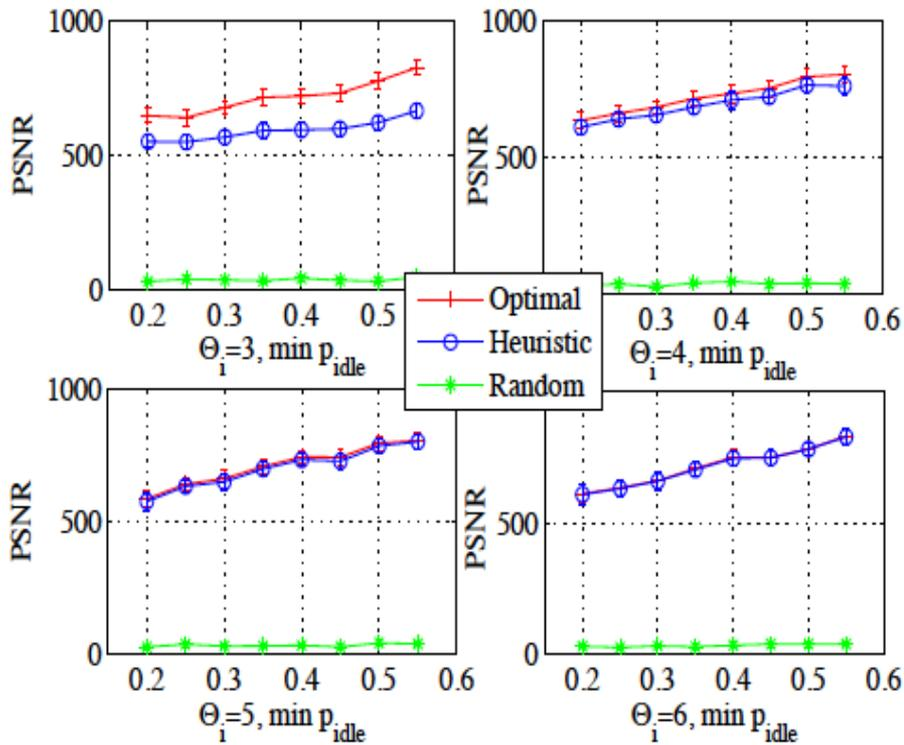 1000
PSNR
500
0
0.2 0.3 0.4 0.5
Θi=3, min pidle
1000
PSNR
500
0.3 0.4 0.5 0.6
Θi=4, min pidle
Optimal
Heuristic
Random
1000
PSNR
500
0
0.2 0.3 0.4 0.5 0.6
Θi=5, min pidle
PSNR
500
0
0.2 0.3 0.4 0.5 0.6
Θi=6, min pidle